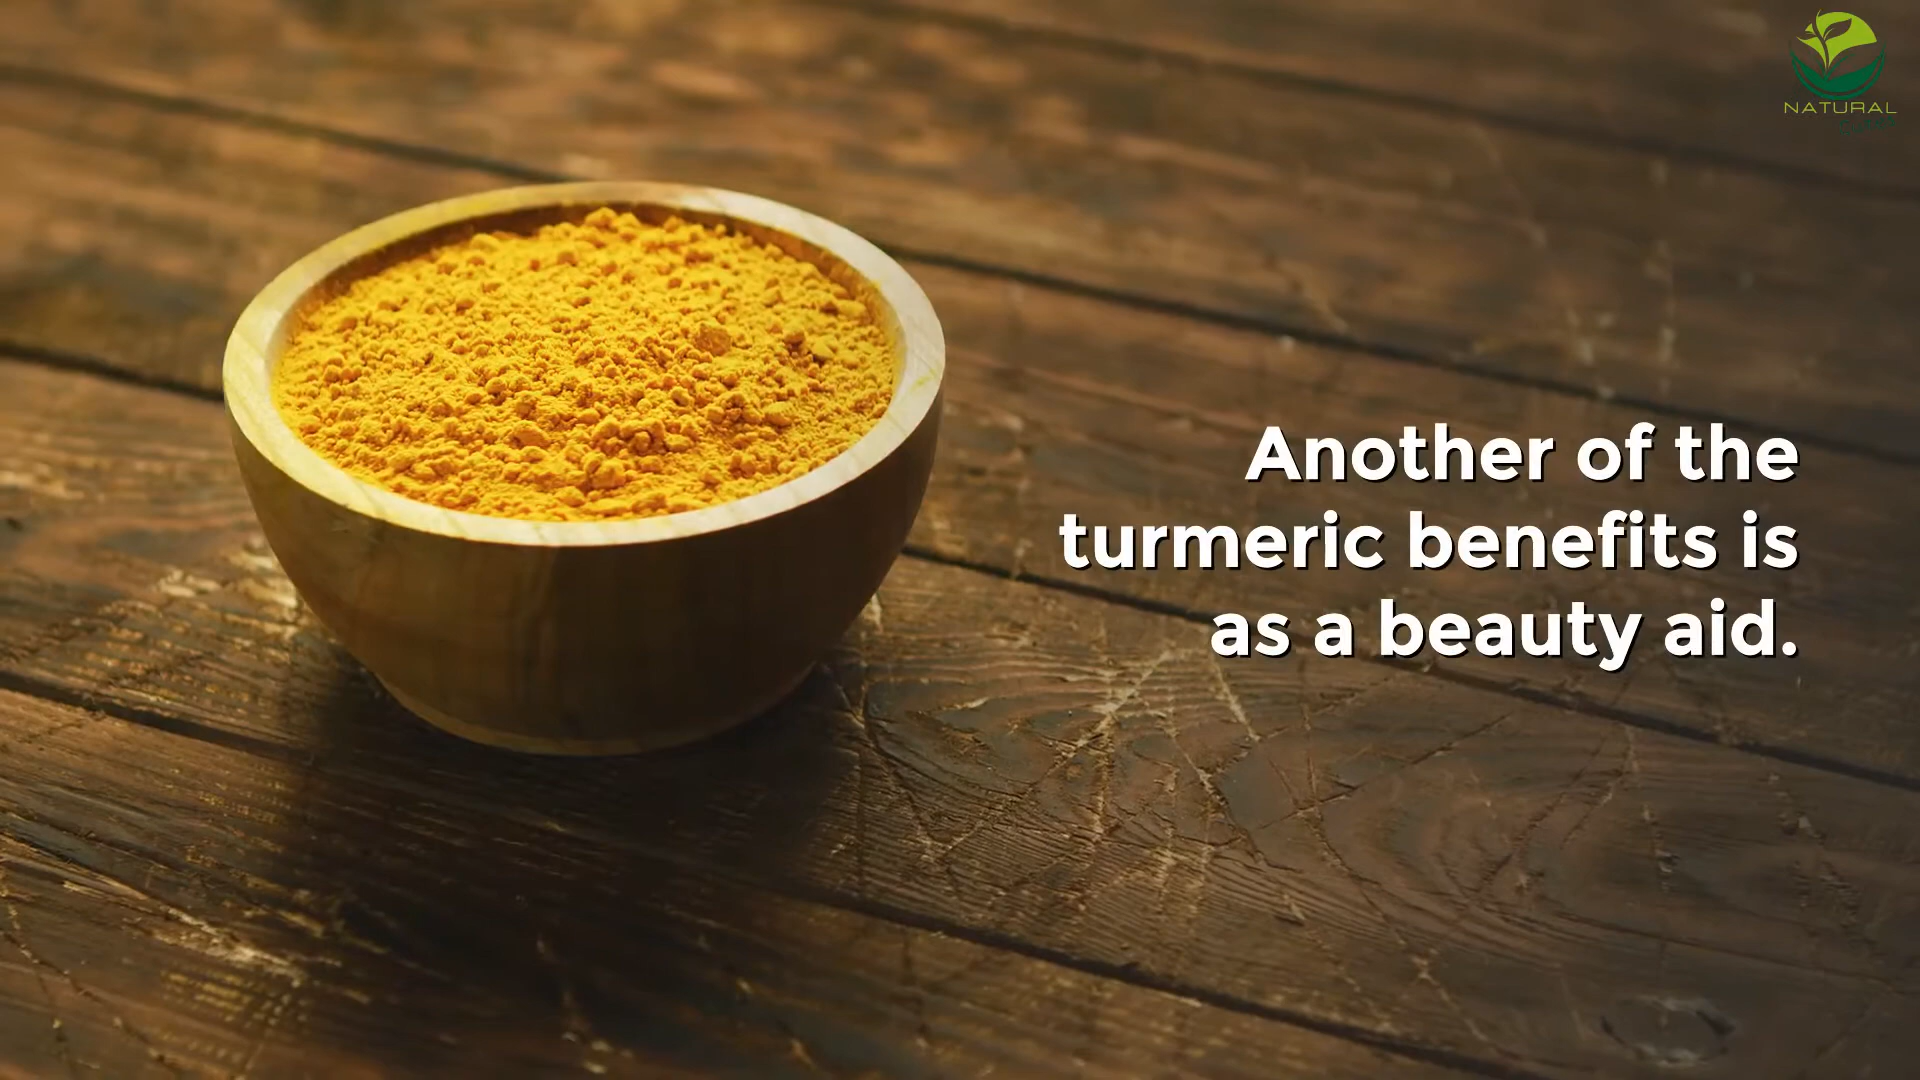 NATURAL
Another of the
turmeric benefits is
as a beauty aid.